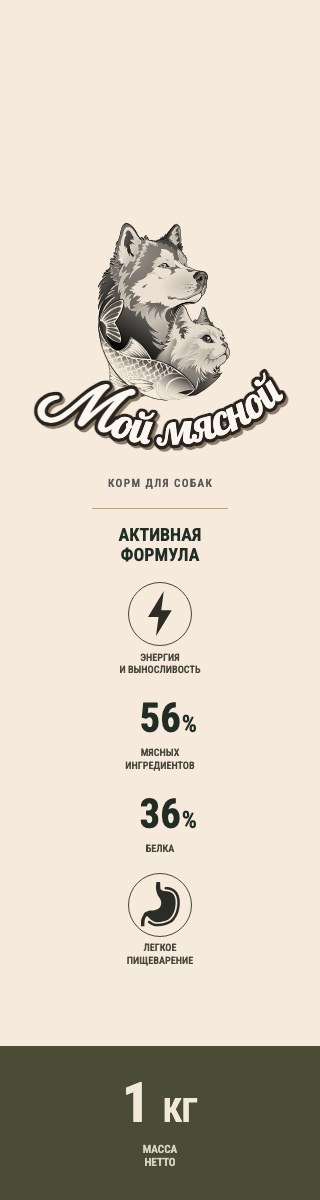 Мой мясной
КОРМ ДЛЯ СОБАК
АКТИВНАЯ
ФОРМУЛА
ЭНЕРГИЯ
И ВЫНОСЛИВОСТЬ
56%
МЯСНЫХ
ИНГРЕДИЕНТОВ
36%
БЕЛКА
ЛЕГКОЕ
ПИЩЕВАРЕНИЕ
1 кг
МАССА
НЕТТО